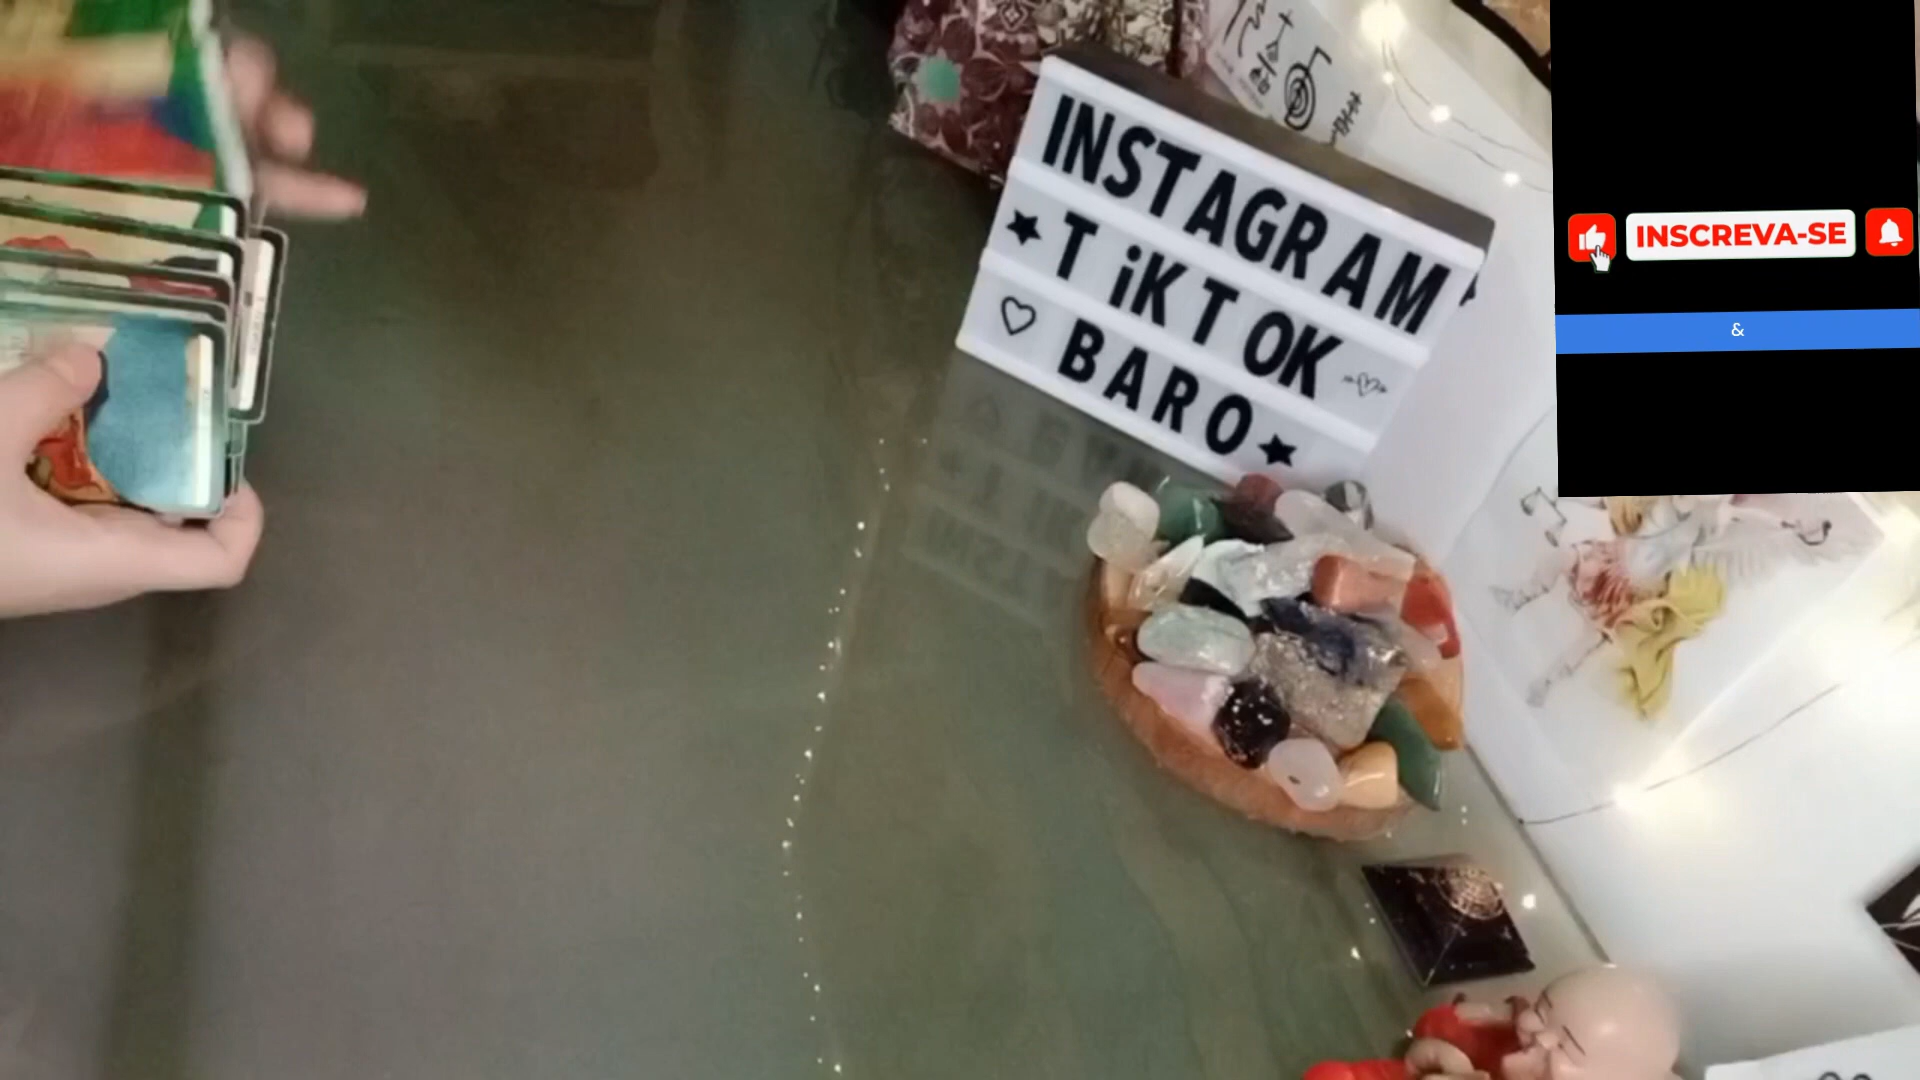 INSTAGRAM
★ TiKTOK
♡ BARO ★
INSCREVA-SE
&